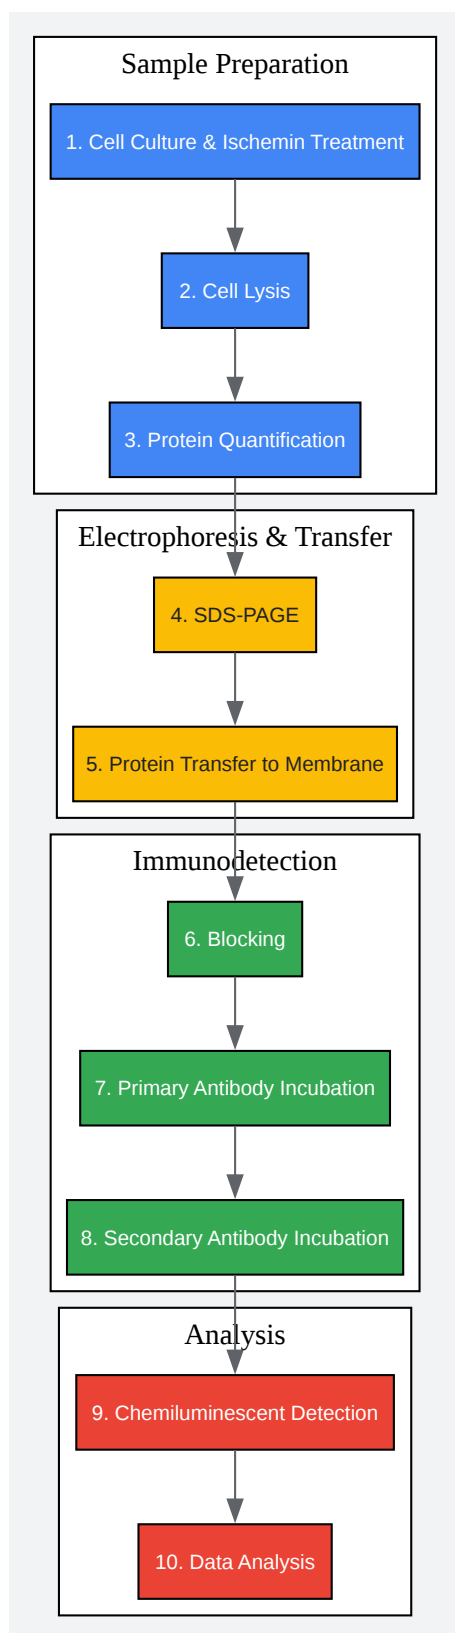 Sample Preparation
1. Cell Culture & Ischemin Treatment
2. Cell Lysis
3. Protein Quantification
Electrophoresis & Transfer
4. SDS-PAGE
5. Protein Transfer to Membrane
Immunodetection
6. Blocking
7. Primary Antibody Incubation
8. Secondary Antibody Incubation
Analysis
9. Chemiluminescent Detection
10. Data Analysis